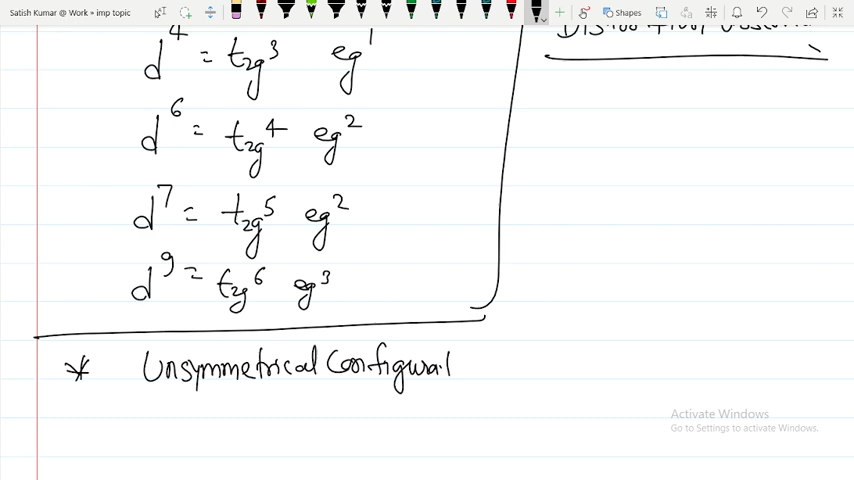 Satish Kumar @ Work » imp topic
Shapes
d⁴ = t₂g³ eg¹
d⁶ = t₂g⁴ eg²
d⁷ = t₂g⁵ eg²
d⁹ = t₂g⁶ eg³
* Unsymmetrical Configurat
Activate Windows
Go to Settings to activate Windows.